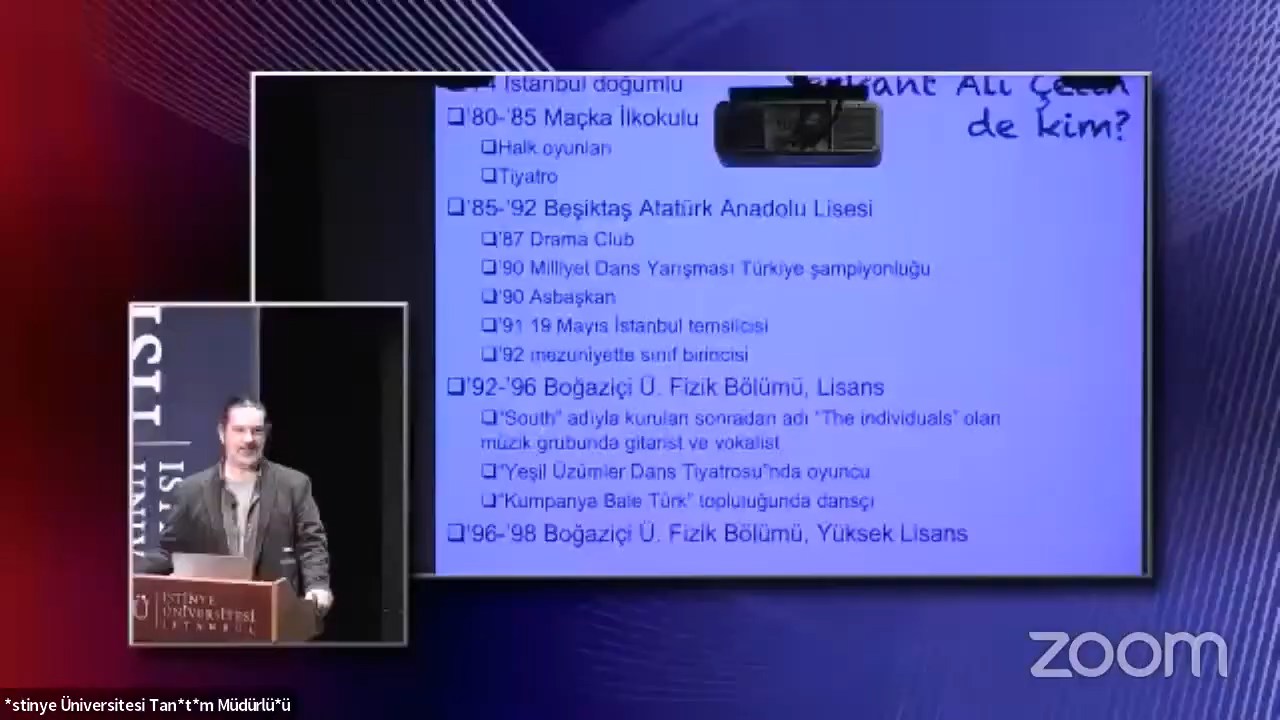 İstanbul doğumlu
Ali Çetin
de kim?
❑'80-'85 Maçka İlkokulu
❑Halk oyunları
❑Tiyatro
❑'85-'92 Beşiktaş Atatürk Anadolu Lisesi
❑'87 Drama Club
❑'90 Milliyet Dans Yarışması Türkiye şampiyonluğu
❑'90 Asbaşkan
❑'91 19 Mayıs İstanbul temsilcisi
❑'92 mezuniyette sınıf birincisi
❑'92-'96 Boğaziçi Ü. Fizik Bölümü, Lisans
❑"South" adıyla kurulan sonradan adı "The individuals" olan
müzik grubunda gitarist ve vokalist
❑"Yeşil Üzümler Dans Tiyatrosu"nda oyuncu
❑"Kumpanya Bale Türk" topluluğunda dansçı
❑'96-'98 Boğaziçi Ü. Fizik Bölümü, Yüksek Lisans
Ü
İSTİNYE
ÜNİVERSİTESİ
İSTANBUL
zoom
*stinye Üniversitesi Tan*t*m Müdürlü*ü